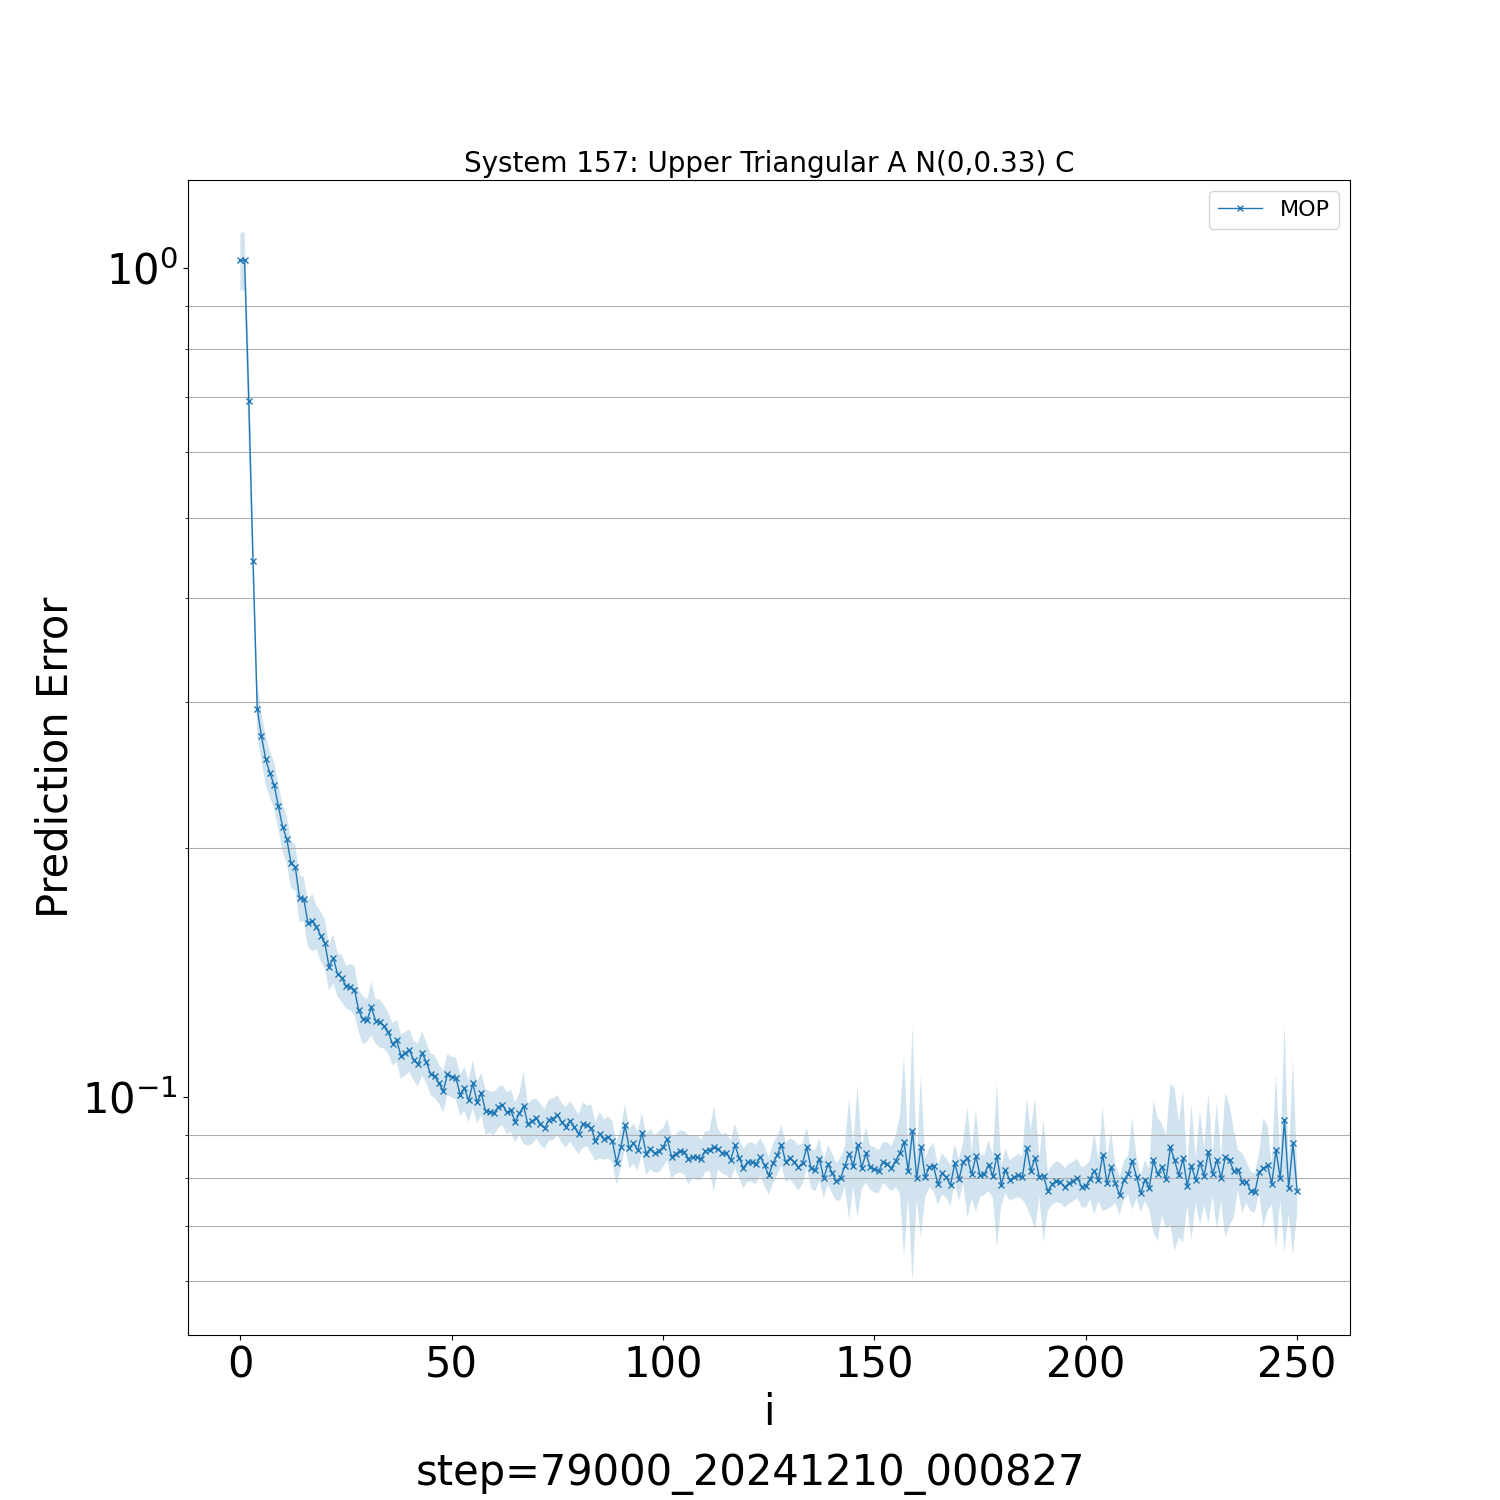 System 157: Upper Triangular A N(0,0.33) C
MOP
10^0
10^-1
Prediction Error
0 50 100 150 200 250
i
step=79000_20241210_000827